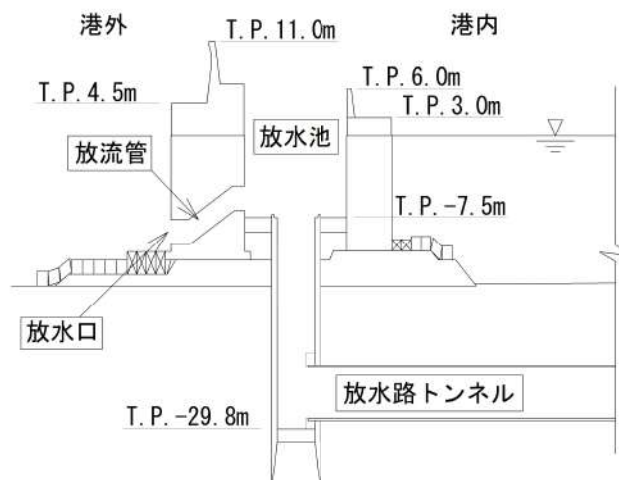 港外
T.P.11.0m
港内
T.P.6.0m
T.P.4.5m
T.P.3.0m
放水池
放流管
T.P.-7.5m
放水口
放水路トンネル
T.P.-29.8m